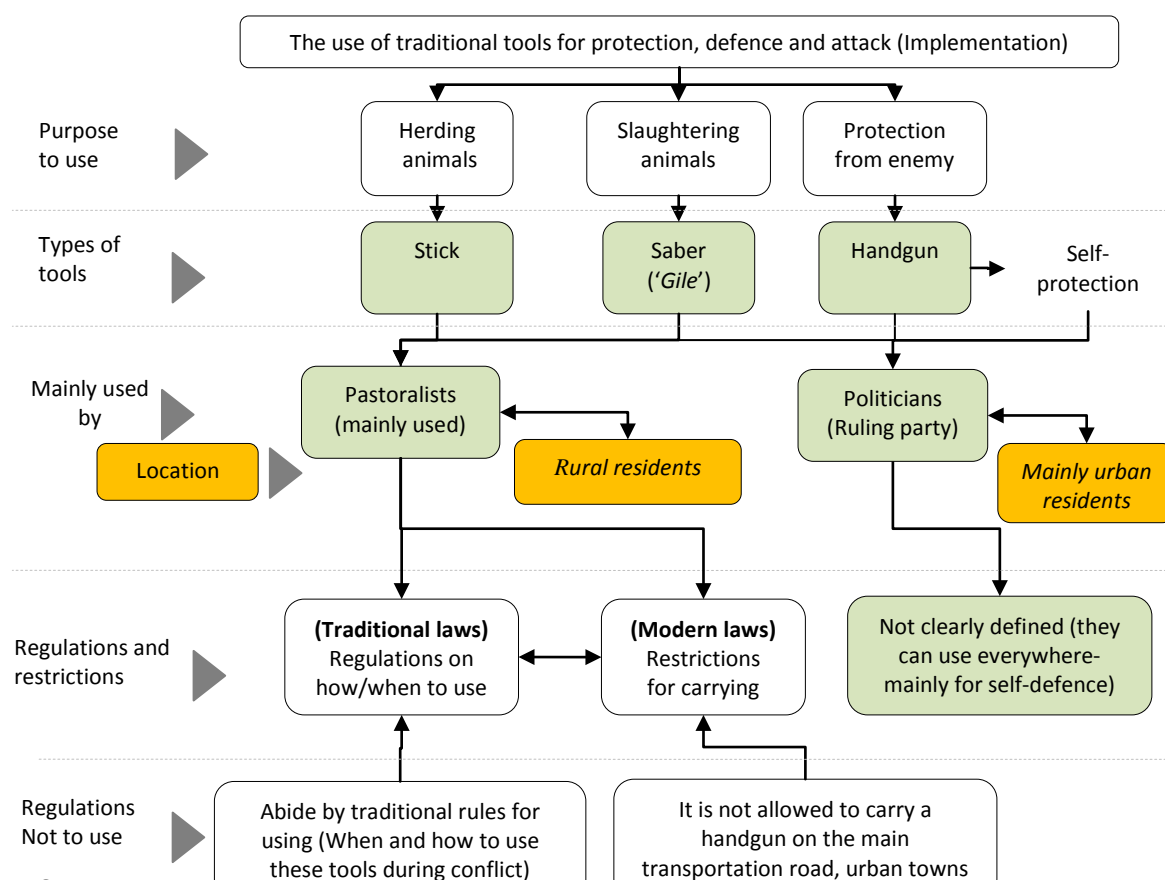 The use of traditional tools for protection, defence and attack (Implementation)
Purpose
to use
Herding
animals
Slaughtering
animals
Protection
from enemy
Types of
tools
Stick
Saber
(‘Gile’)
Handgun
Self-
protection
Mainly used
by
Pastoralists
(mainly used)
Politicians
(Ruling party)
Location
Rural residents
Mainly urban
residents
Regulations and
restrictions
(Traditional laws)
Regulations on
how/when to use
(Modern laws)
Restrictions
for carrying
Not clearly defined (they
can use everywhere-
mainly for self-defence)
Regulations
Not to use
Abide by traditional rules for
using (When and how to use
these tools during conflict)
It is not allowed to carry a
handgun on the main
transportation road, urban towns